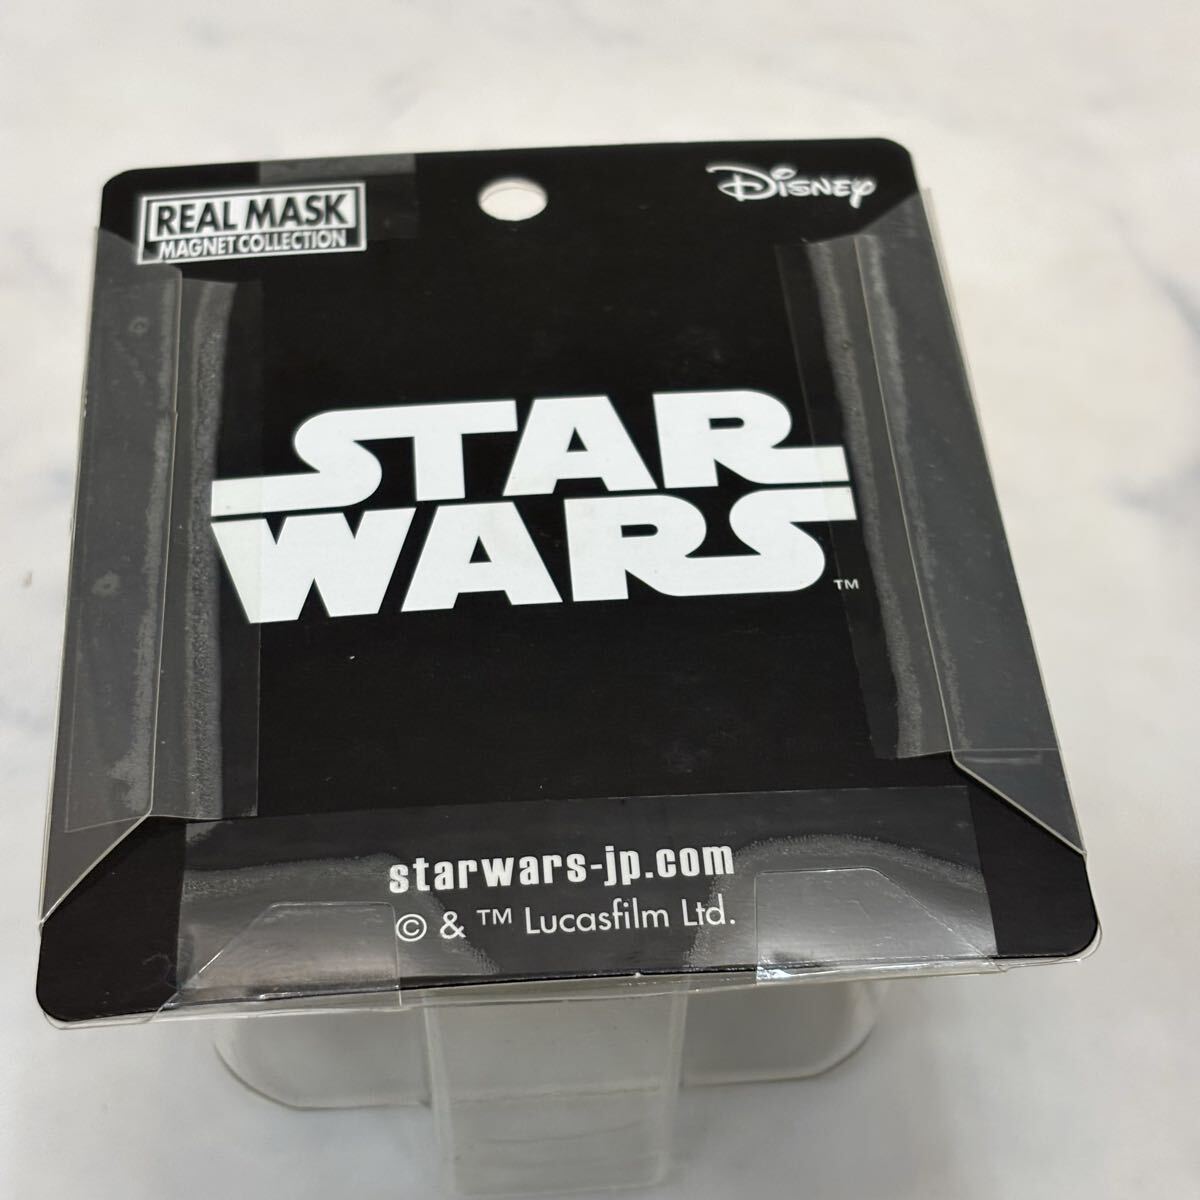 REAL MASK
MAGNET COLLECTION
Disney
STAR
WARS
™
starwars-jp.com
© & ™ Lucasfilm Ltd.